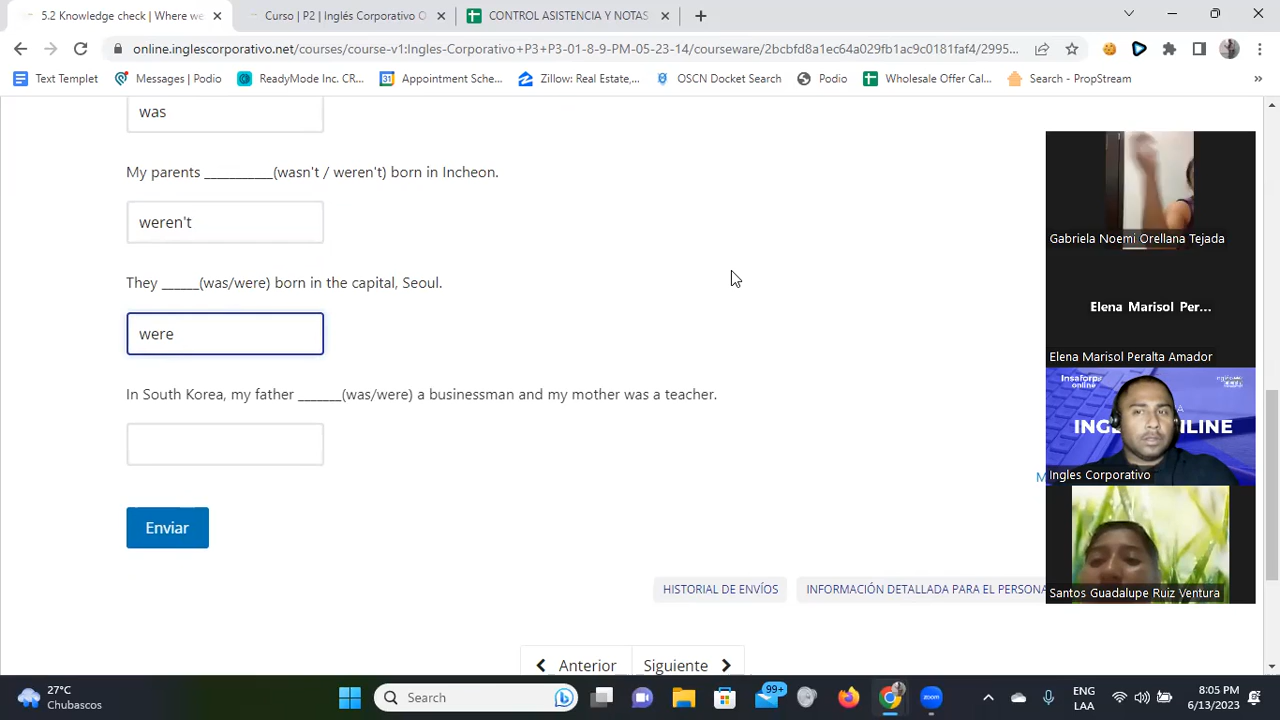 5.2 Knowledge check | Where we
Curso | P2 | Inglés Corporativo O
CONTROL ASISTENCIA Y NOTAS
online.inglescorporativo.net/courses/course-v1:Ingles-Corporativo+P3+P3-01-8-9-PM-05-23-14/courseware/2bcbfd8a1ec64a029fb1ac9c0181faf4/2995...
Text Templet
Messages | Podio
ReadyMode Inc. CR...
Appointment Sche...
Zillow: Real Estate,...
OSCN Docket Search
Podio
Wholesale Offer Cal...
Search - PropStream
was
My parents ___________(wasn't / weren't) born in Incheon.
weren't
They ______(was/were) born in the capital, Seoul.
were
In South Korea, my father _______(was/were) a businessman and my mother was a teacher.
Enviar
HISTORIAL DE ENVÍOS
INFORMACIÓN DETALLADA PARA EL PERSONA
Anterior
Siguiente
Gabriela Noemi Orellana Tejada
Elena Marisol Per...
Elena Marisol Peralta Amador
Ingles Corporativo
Santos Guadalupe Ruiz Ventura
27°C
Chubascos
Search
99+
ENG
LAA
8:05 PM
6/13/2023